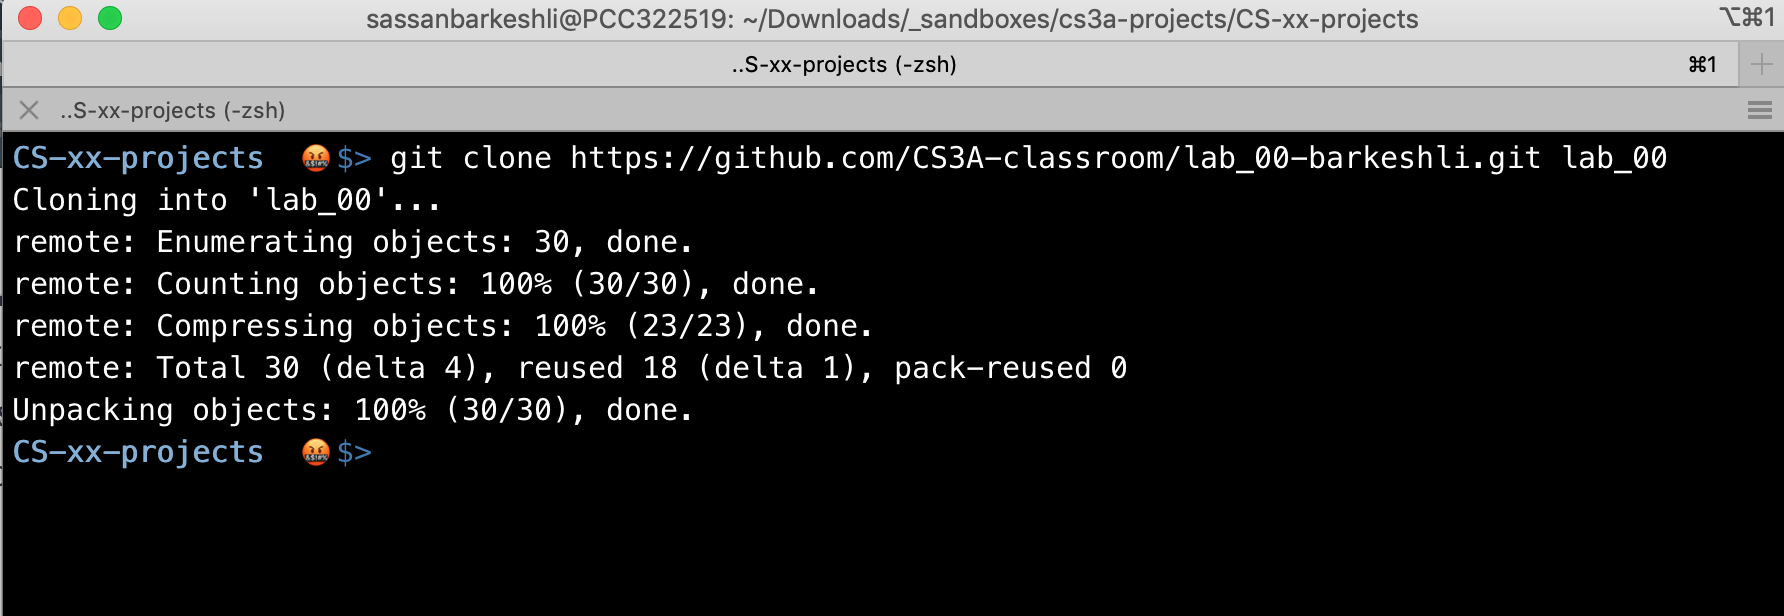 sassanbarkeshli@PCC322519: ~/Downloads/_sandboxes/cs3a-projects/CS-xx-projects ⌥⌘1
..S-xx-projects (-zsh) ⌘1
..S-xx-projects (-zsh)
CS-xx-projects 🤬$> git clone https://github.com/CS3A-classroom/lab_00-barkeshli.git lab_00
Cloning into 'lab_00'...
remote: Enumerating objects: 30, done.
remote: Counting objects: 100% (30/30), done.
remote: Compressing objects: 100% (23/23), done.
remote: Total 30 (delta 4), reused 18 (delta 1), pack-reused 0
Unpacking objects: 100% (30/30), done.
CS-xx-projects 🤬$>